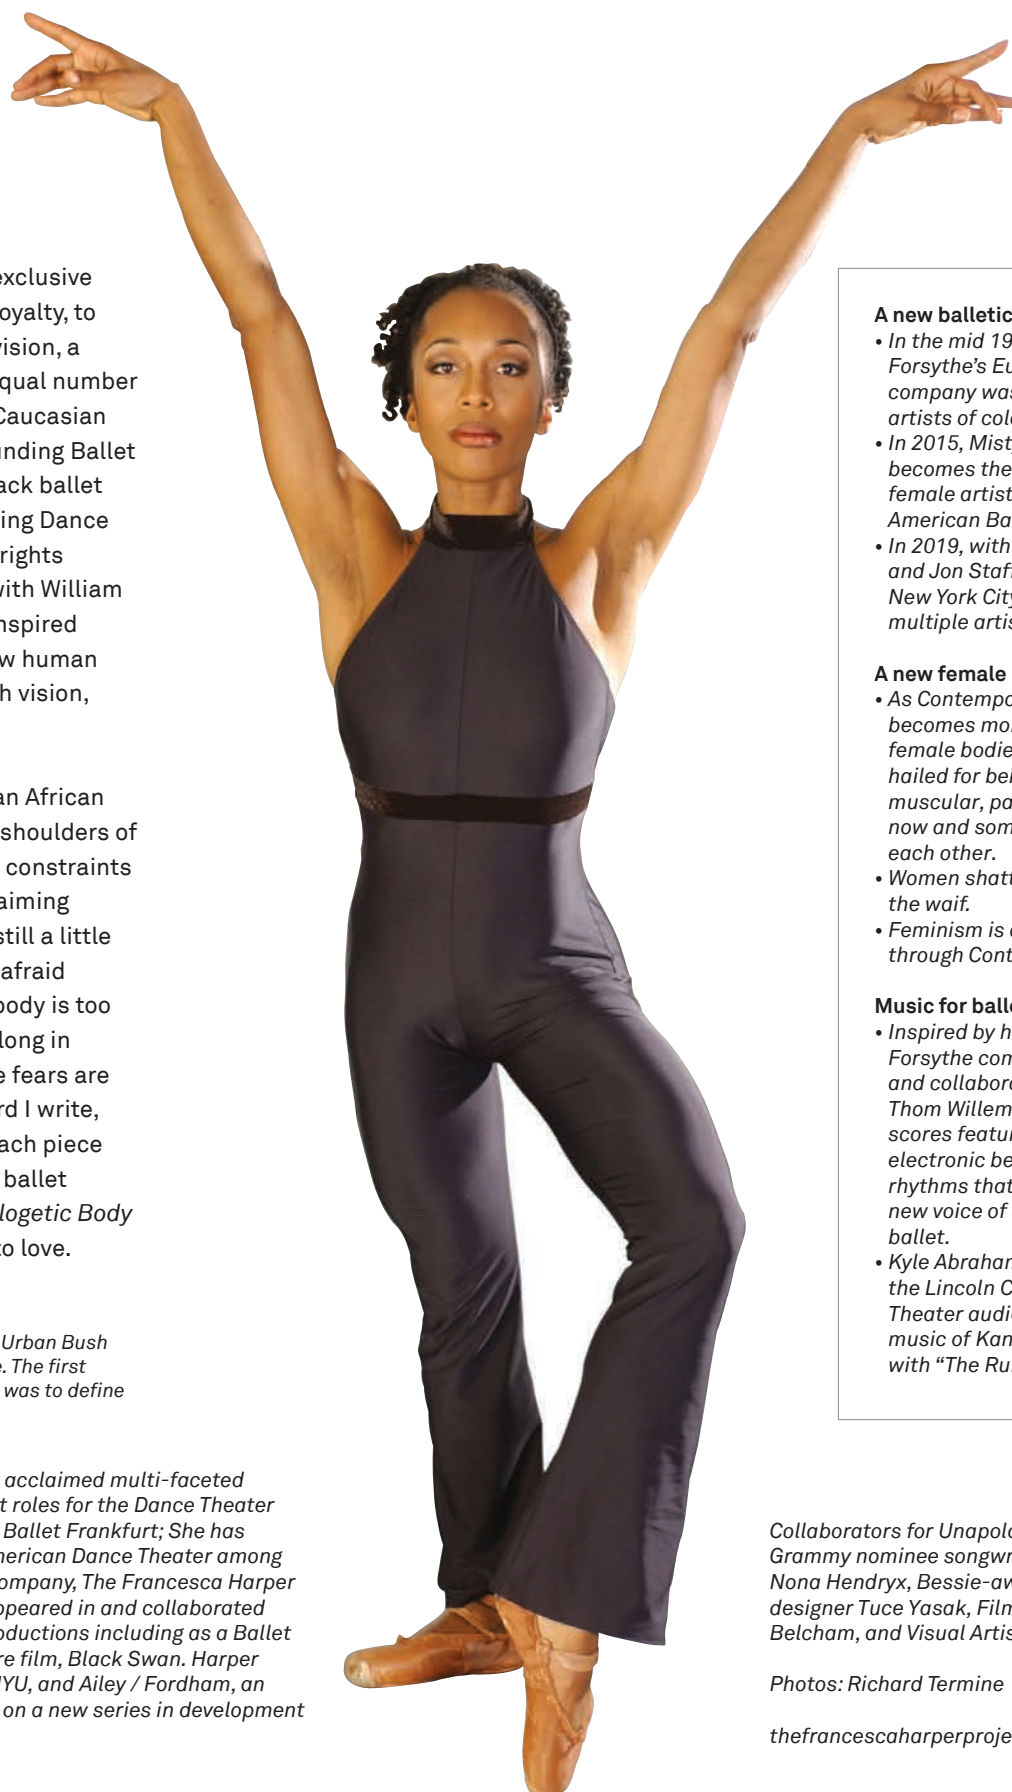 exclusive
oyalty, to
vision, a
qual number
Caucasian
unding Ballet
ack ballet
ing Dance
rights
with William
nspired
w human
h vision,
an African
shoulders of
constraints
aiming
still a little
afraid
body is too
long in
e fears are
rd I write,
ach piece
ballet
logetic Body
to love.
Urban Bush
e. The first
was to define
acclaimed multi-faceted
t roles for the Dance Theater
Ballet Frankfurt; She has
merican Dance Theater among
ompany, The Francesca Harper
ppeared in and collaborated
oductions including as a Ballet
re film, Black Swan. Harper
NYU, and Ailey / Fordham, an
on a new series in development
A new balletic
• In the mid 19
Forsythe's Eu
company was
artists of colo
• In 2015, Misty
becomes the
female artist
American Ba
• In 2019, with
and Jon Staff
New York City
multiple artis
A new female
• As Contempo
becomes mor
female bodie
hailed for bei
muscular, pa
now and som
each other.
• Women shatt
the waif.
• Feminism is e
through Cont
Music for balle
• Inspired by h
Forsythe com
and collabora
Thom Willem
scores featur
electronic be
rhythms that
new voice of
ballet.
• Kyle Abraham
the Lincoln C
Theater audi
music of Kan
with “The Ru
Collaborators for Unapolo
Grammy nominee songwr
Nona Hendryx, Bessie-aw
designer Tuce Yasak, Film
Belcham, and Visual Artis
Photos: Richard Termine
thefrancescaharperproje